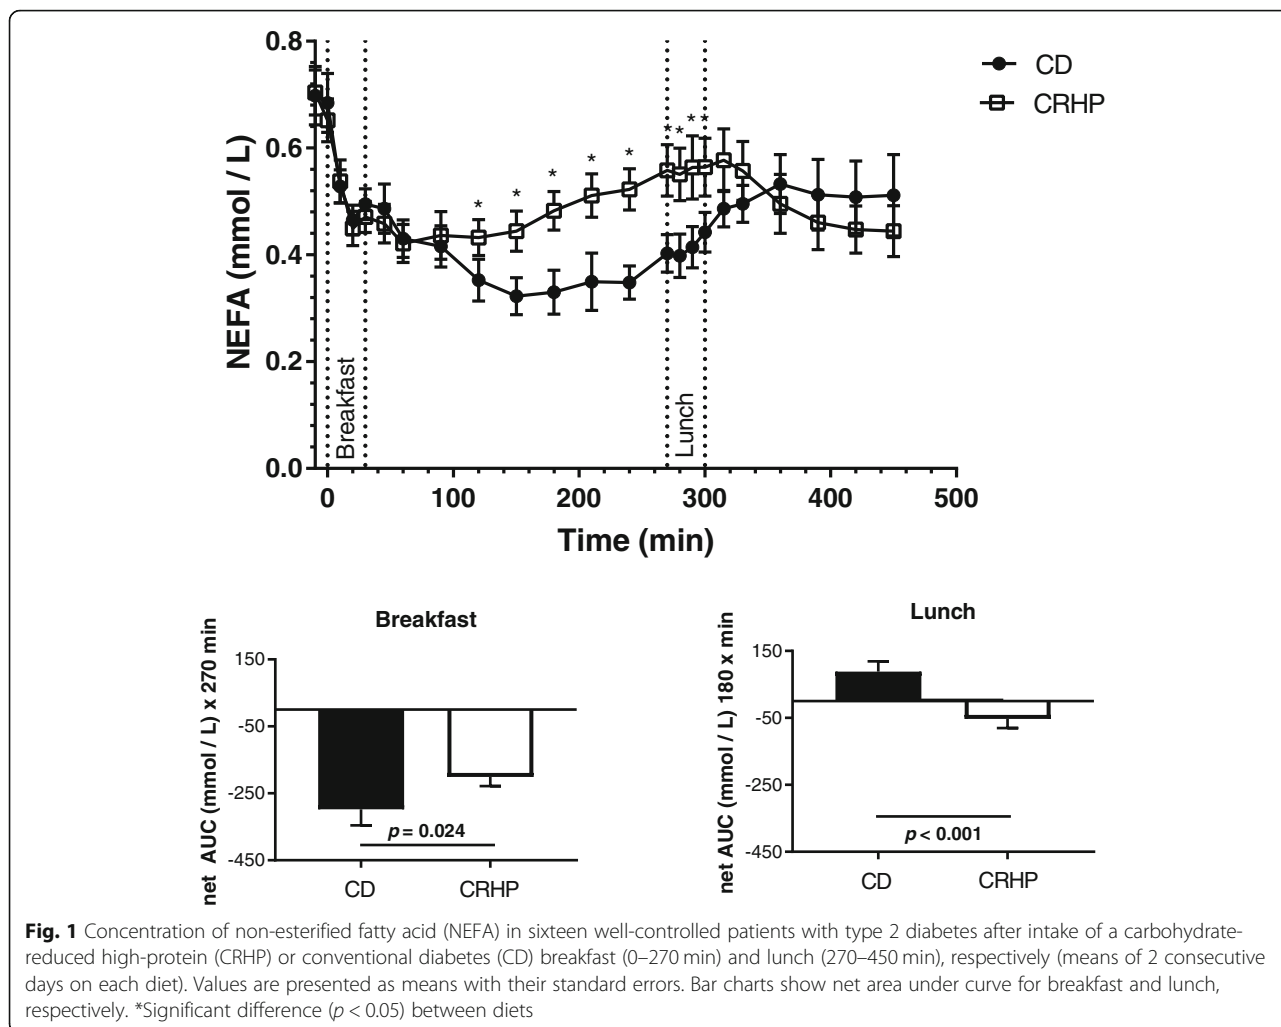 0.8
0.6
0.4
0.2
0.0
NEFA (mmol / L)
CD
CRHP
* * * * * * * * *
Breakfast
Lunch
0 100 200 300 400 500
Time (min)
Breakfast
net AUC (mmol / L) x 270 min
150
-50
-250
-450
p = 0.024
CD CRHP
Lunch
net AUC (mmol / L) 180 x min
150
-50
-250
-450
p < 0.001
CD CRHP
Fig. 1 Concentration of non-esterified fatty acid (NEFA) in sixteen well-controlled patients with type 2 diabetes after intake of a carbohydrate-
reduced high-protein (CRHP) or conventional diabetes (CD) breakfast (0–270 min) and lunch (270–450 min), respectively (means of 2 consecutive
days on each diet). Values are presented as means with their standard errors. Bar charts show net area under curve for breakfast and lunch,
respectively. *Significant difference (p < 0.05) between diets